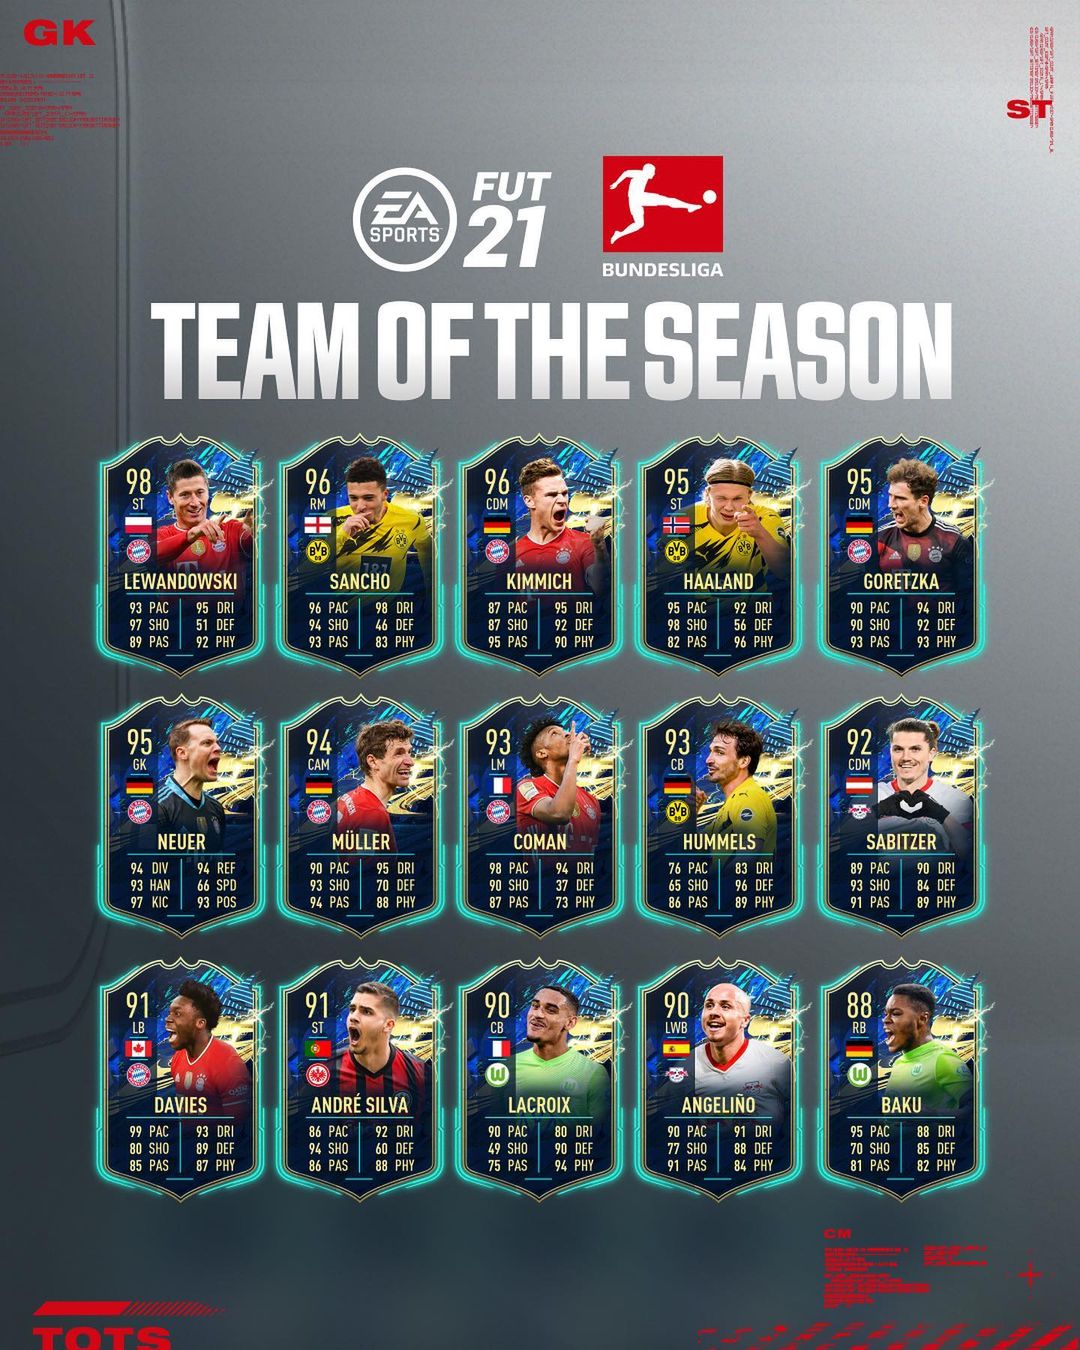 GK
ST
EA
SPORTS
FUT
21
BUNDESLIGA
TEAM OF THE SEASON
98
ST
LEWANDOWSKI
93 PAC 95 DRI
97 SHO 51 DEF
89 PAS 92 PHY
96
RM
SANCHO
96 PAC 98 DRI
94 SHO 46 DEF
93 PAS 83 PHY
96
CDM
KIMMICH
87 PAC 95 DRI
87 SHO 92 DEF
95 PAS 90 PHY
95
ST
HAALAND
95 PAC 92 DRI
98 SHO 56 DEF
82 PAS 96 PHY
95
CDM
GORETZKA
90 PAC 94 DRI
90 SHO 92 DEF
93 PAS 93 PHY
95
GK
NEUER
94 DIV 94 REF
93 HAN 66 SPD
97 KIC 93 POS
94
CAM
MÜLLER
90 PAC 95 DRI
93 SHO 70 DEF
94 PAS 88 PHY
93
LM
COMAN
98 PAC 94 DRI
90 SHO 37 DEF
87 PAS 73 PHY
93
CB
HUMMELS
76 PAC 83 DRI
65 SHO 96 DEF
86 PAS 89 PHY
92
CDM
SABITZER
89 PAC 90 DRI
93 SHO 84 DEF
91 PAS 89 PHY
91
LB
DAVIES
99 PAC 93 DRI
80 SHO 89 DEF
85 PAS 87 PHY
91
ST
ANDRÉ SILVA
86 PAC 92 DRI
94 SHO 60 DEF
86 PAS 88 PHY
90
CB
LACROIX
90 PAC 80 DRI
49 SHO 90 DEF
75 PAS 94 PHY
90
LWB
ANGELIÑO
90 PAC 91 DRI
77 SHO 88 DEF
91 PAS 84 PHY
88
RB
BAKU
95 PAC 88 DRI
70 SHO 85 DEF
81 PAS 82 PHY
CM
TOTS